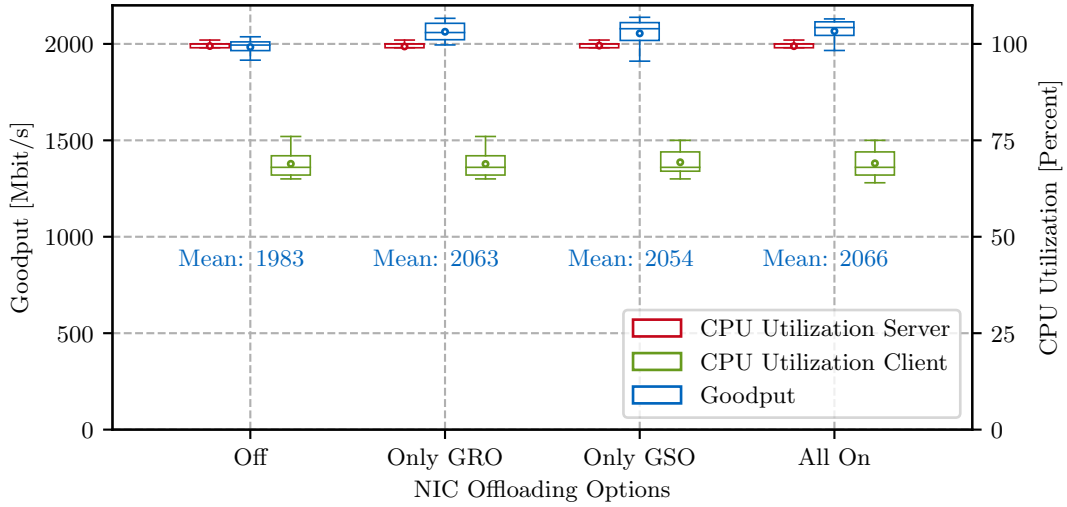 2000
1500
1000
500
0
Goodput [Mbit/s]
100
75
50
25
0
CPU Utilization [Percent]
Mean: 1983
Mean: 2063
Mean: 2054
Mean: 2066
CPU Utilization Server
CPU Utilization Client
Goodput
Off
Only GRO
Only GSO
All On
NIC Offloading Options